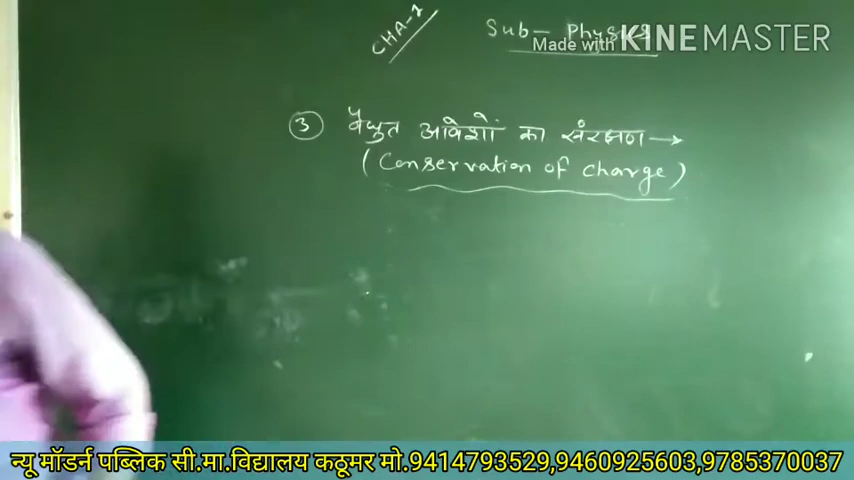 CHA-1
Sub- Physics
Made with KINEMASTER
3 वैद्युत आवेशों का संरक्षण →
(Conservation of charge)
न्यू मॉडर्न पब्लिक सी.मा.विद्यालय कठूमर मो.9414793529,9460925603,9785370037